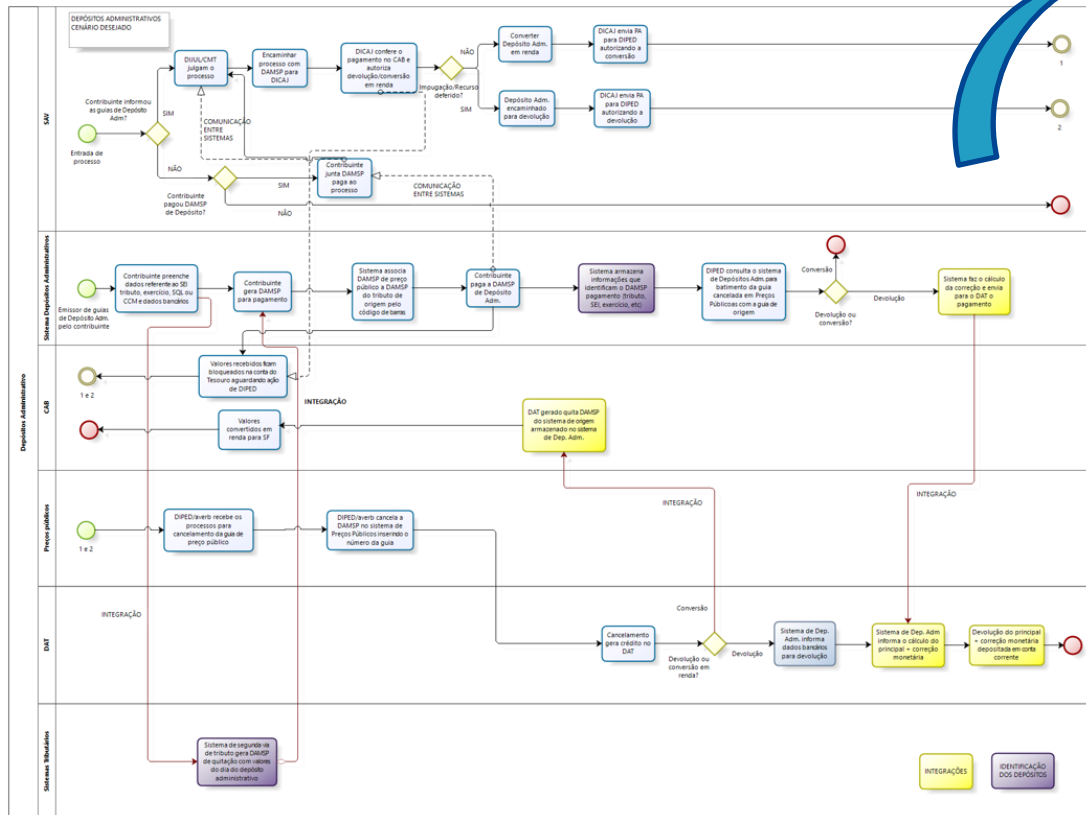 DEPÓSITOS ADMINISTRATIVOS
CENÁRIO DESEJADO
Depósitos Administrativo
SAV
Entrada de
processo
Contribuinte informou
as guias de Depósito
Adm?
SIM
NÃO
DIJUL/CMT
julgam o
processo
Encaminhar
processo com
DAMSP para
DICAJ
DICAJ confere o
pagamento no CAB e
autoriza
devolução/conversão
em renda
Impugação/Recurso
deferido?
NÃO
SIM
Converter
Depósito Adm.
em renda
DICAJ envia PA
para DIPED
autorizando a
conversão
1
Depósito Adm.
encaminhado
para devolução
DICAJ envia PA
para DIPED
autorizando a
devolução
2
COMUNICAÇÃO
ENTRE
SISTEMAS
Contribuinte
pagou DAMSP
de Depósito?
SIM
NÃO
Contribuinte
junta DAMSP
paga ao
processo
COMUNICAÇÃO
ENTRE SISTEMAS
Sistema Depósitos Administrativos
Emissor de guias
de Depósito Adm.
pelo contribuinte
Contribuinte preenche
dados referente ao SEI
tributo, exercício, SQL ou
CCM e dados bancários
Contribuinte
gera DAMSP
para pagamento
Sistema associa
DAMSP de preço
público a DAMSP
do tributo de
origem pelo
código de barras
Contribuinte
paga a DAMSP
de Depósito
Adm.
Sistema armazena
informações que
identificam o DAMSP
pagamento (tributo,
SEI, exercício, etc)
DIPED consulta o sistema
de Depósitos Adm.para
batimento da guia
cancelada em Preços
Públicas com a guia de
origem
Conversão
Devolução ou
conversão?
Devolução
Sistema faz o cálculo
da correção e envia
para o DAT o
pagamento
CAB
1 e 2
Valores recebidos ficam
bloqueados na conta do
Tesouro aguardando ação
de DIPED
INTEGRAÇÃO
Valores
convertidos em
renda para SF
DAT gerado quita DAMSP
do sistema de origem
armazenado no sistema
de Dep. Adm.
Preços públicos
1 e 2
DIPED/averb recebe os
processos para
cancelamento da guia de
preço público
DIPED/averb cancela a
DAMSP no sistema de
Preços Públicos inserindo o
número da guia
INTEGRAÇÃO
INTEGRAÇÃO
DAT
INTEGRAÇÃO
Cancelamento
gera crédito no
DAT
Conversão
Devolução ou
conversão em
renda?
Devolução
Sistema de Dep.
Adm. informa
dados bancários
para devolução
Sistema de Dep. Adm
informa o cálculo do
principal + correção
monetária
Devolução do principal
+ correção monetária
depositada em conta
corrente
Sistemas Tributários
Sistema de segunda via
de tributo gera DAMSP
de quitação com valores
do dia do depósito
administrativo
INTEGRAÇÕES
IDENTIFICAÇÃO
DOS DEPÓSITOS